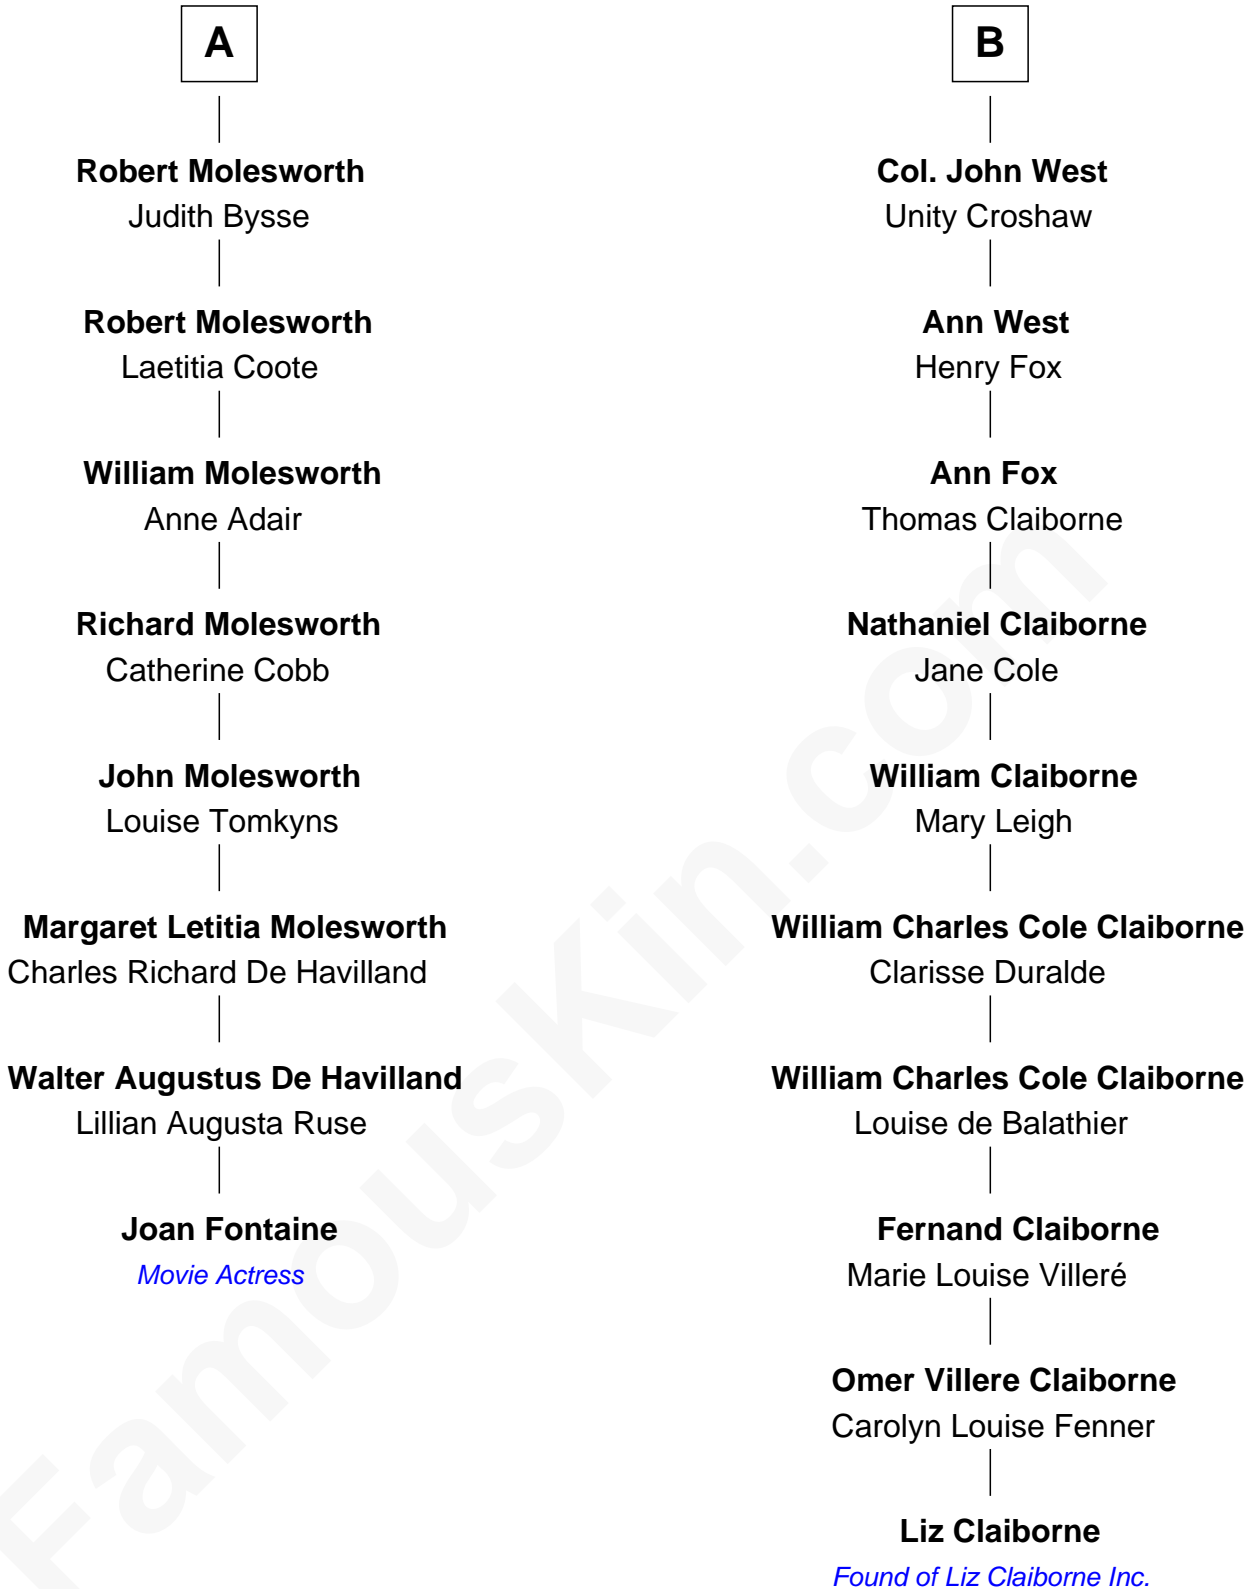 A
Robert Molesworth
Judith Bysse
Robert Molesworth
Laetitia Coote
William Molesworth
Anne Adair
Richard Molesworth
Catherine Cobb
John Molesworth
Louise Tomkyns
Margaret Letitia Molesworth
Charles Richard De Havilland
Walter Augustus De Havilland
Lillian Augusta Ruse
Joan Fontaine
Movie Actress
B
Col. John West
Unity Croshaw
Ann West
Henry Fox
Ann Fox
Thomas Claiborne
Nathaniel Claiborne
Jane Cole
William Claiborne
Mary Leigh
William Charles Cole Claiborne
Clarisse Duralde
William Charles Cole Claiborne
Louise de Balathier
Fernand Claiborne
Marie Louise Villeré
Omer Villere Claiborne
Carolyn Louise Fenner
Liz Claiborne
Found of Liz Claiborne Inc.
FamousKin.com